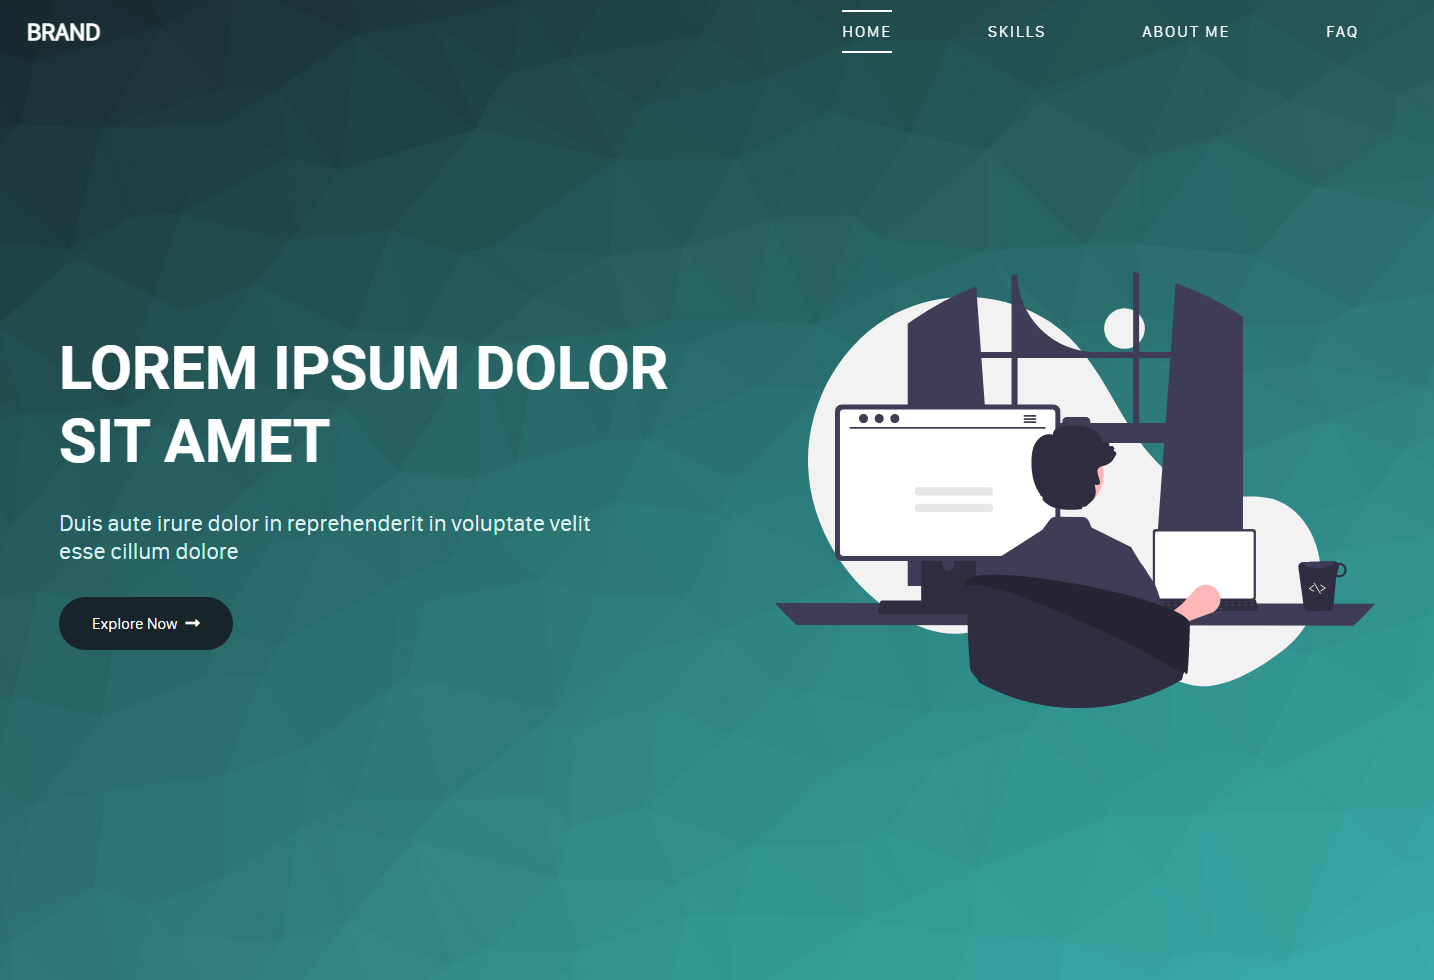 BRAND
HOME SKILLS ABOUT ME FAQ
LOREM IPSUM DOLOR
SIT AMET
Duis aute irure dolor in reprehenderit in voluptate velit
esse cillum dolore
Explore Now
<\>